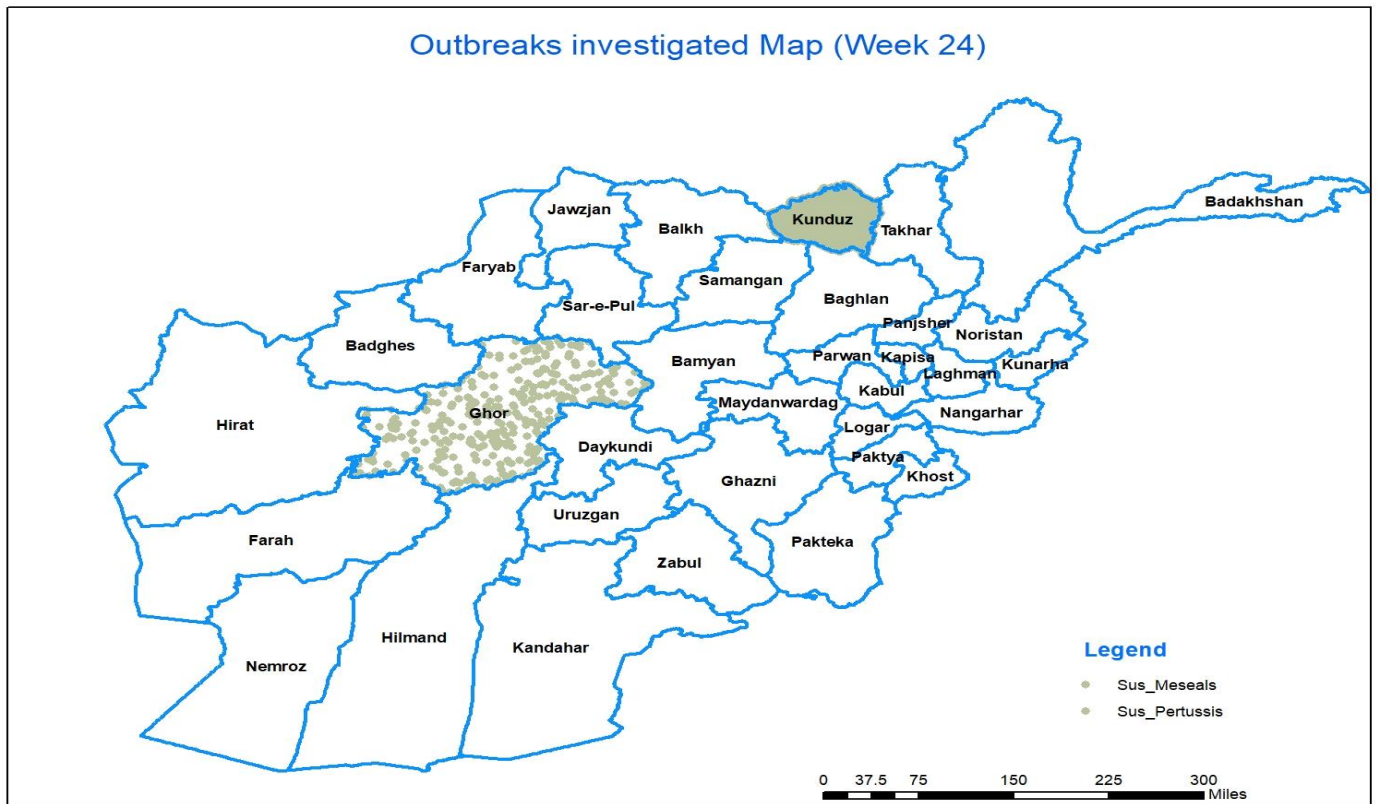 Outbreaks investigated Map (Week 24)
Badakhshan
Jawzjan
Kunduz
Balkh
Takhar
Faryab
Samangan
Baghlan
Sar-e-Pul
Panjsher
Noristan
Badghes
Parwan
Kapisa
Bamyan
Kunarha
Laghman
Kabul
Maydanwardag
Ghor
Nangarhar
Hirat
Logar
Daykundi
Paktya
Ghazni
Khost
Uruzgan
Farah
Pakteka
Zabul
Hilmand
Kandahar
Nemroz
Legend
Sus_Meseals
Sus_Pertussis
0 37.5 75 150 225 300
Miles